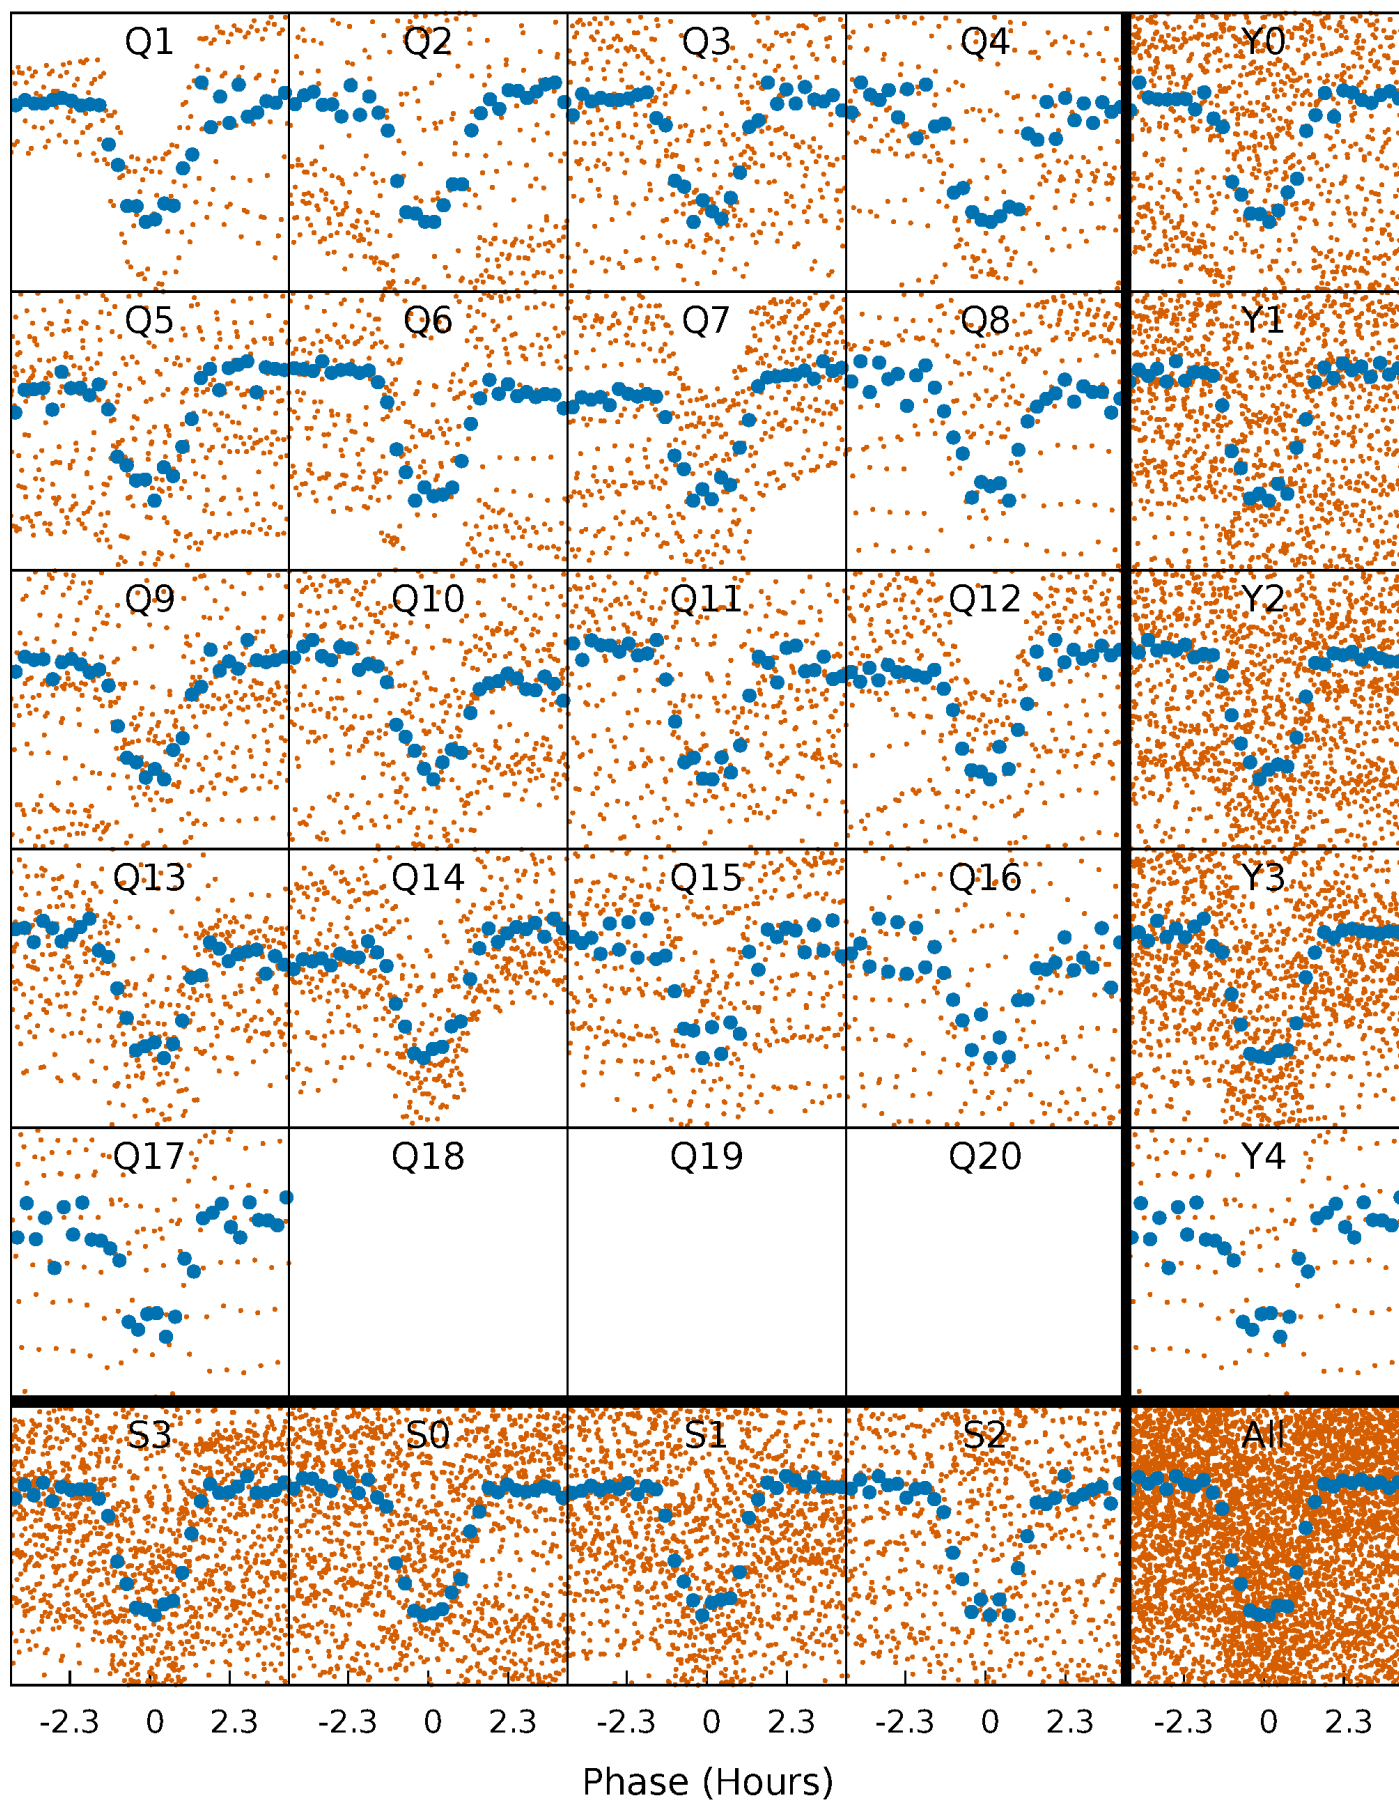 Q1 Q2 Q3 Q4 Y0
Q5 Q6 Q7 Q8 Y1
Q9 Q10 Q11 Q12 Y2
Q13 Q14 Q15 Q16 Y3
Q17 Q18 Q19 Q20 Y4
S3 S0 S1 S2 All
-2.3 0 2.3 -2.3 0 2.3 -2.3 0 2.3 -2.3 0 2.3 -2.3 0 2.3
Phase (Hours)